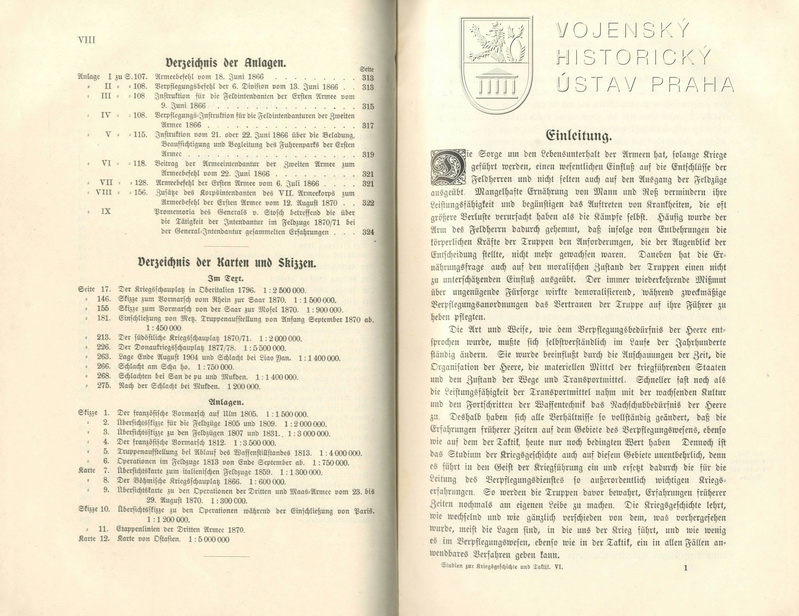 VIII
Verzeichnis der Anlagen.
Seite
Anlage I zu S. 107. Armeebefehl vom 18. Juni 1866 . . . . . . . . . . 313
" II " " 108. Verpflegungsbefehl der 6. Division vom 13. Juni 1866 . . 313
" III " " 108. Instruktion für die Feldintendanten der Ersten Armee vom
9. Juni 1866 . . . . . . . . . . 315
" IV " " 108. Verpflegungs-Instruktion für die Feldintendanturen der Zweiten
Armee 1866 . . . . . . . . . . 317
" V " " 115. Instruktion vom 21. oder 22. Juni 1866 über die Beladung,
Beaufsichtigung und Begleitung des Fuhrenparks der Ersten
Armee . . . . . . . . . . 319
" VI " " 118. Beitrag der Armeeintendantur der Zweiten Armee zum
Armeebefehl vom 22. Juni 1866 . . . . . . 321
" VII " " 128. Armeebefehl der Ersten Armee vom 6. Juli 1866 . . . 321
" VIII " " 156. Zusätze des Korpsintendanten des VII. Armeekorps zum
Armeebefehl der Ersten Armee vom 12. August 1870 . . 322
" IX Promemoria des Generals v. Stosch betreffend die über
die Tätigkeit der Intendantur im Feldzuge 1870/71 bei
der General-Intendantur gesammelten Erfahrungen . . . 324
Verzeichnis der Karten und Skizzen.
Im Text.
Seite 17. Der Kriegsschauplatz in Oberitalien 1796. 1 : 2 500 000.
" 146. Skizze zum Vormarsch vom Rhein zur Saar 1870. 1 : 1 500 000.
" 155 Skizze zum Vormarsch von der Saar zur Mosel 1870. 1 : 900 000.
" 181. Einschließung von Metz. Truppenaufstellung von Anfang September 1870 ab.
1 : 450 000
" 213. Der südöstliche Kriegsschauplatz 1870/71. 1 : 2 000 000.
" 226. Der Donaukriegsschauplatz 1877/78. 1 : 5 500 000.
" 263. Lage Ende August 1904 und Schlacht bei Liao Yan. 1 : 1 400 000.
" 266. Schlacht am Scha ho. 1 : 750 000.
" 268. Schlachten bei San de pu und Mukden. 1 : 1 400 000.
" 275. Nach der Schlacht bei Mukden. 1 200 000.
Anlagen.
Skizze 1. Der französische Vormarsch auf Ulm 1805. 1 : 1 500 000.
" 2. Übersichtsskizze für die Feldzüge 1805 und 1809. 1 : 2 000 000.
" 3. Übersichtsskizze zu den Feldzügen 1807 und 1831. 1 : 3 000 000.
" 4. Der französische Vormarsch 1812. 1 : 3 500 000.
" 5. Truppenaufstellung bei Ablauf des Waffenstillstandes 1813. 1 : 4 000 000.
" 6. Operationen im Feldzuge 1813 von Ende September ab. 1 : 750 000.
Karte 7. Übersichtskarte zum italienischen Feldzuge 1859. 1 : 1 300 000.
" 8. Der Böhmische Kriegsschauplatz 1866. 1 : 600 000.
" 9. Übersichtskarte zu den Operationen der Dritten und Maas-Armee vom 23. bis
29. August 1870. 1 : 300 000.
Skizze 10. Übersichtsskizze zu den Operationen während der Einschließung von Paris.
1 : 1 200 000.
" 11. Etappenlinien der Dritten Armee 1870.
Karte 12. Karte von Ostasien. 1 : 5 000 000
VOJENSKÝ
HISTORICKÝ
ÚSTAV PRAHA
Einleitung.
Die Sorge um den Lebensunterhalt der Armeen hat, solange Kriege
geführt werden, einen wesentlichen Einfluß auf die Entschlüsse der
Feldherren und nicht selten auch auf den Ausgang der Feldzüge
ausgeübt. Mangelhafte Ernährung von Mann und Roß vermindern ihre
Leistungsfähigkeit und begünstigen das Auftreten von Krankheiten, die oft
größere Verluste verursacht haben als die Kämpfe selbst. Häufig wurde der
Arm des Feldherrn dadurch gehemmt, daß infolge von Entbehrungen die
körperlichen Kräfte der Truppen den Anforderungen, die der Augenblick der
Entscheidung stellte, nicht mehr gewachsen waren. Daneben hat die Er-
nährungsfrage auch auf den moralischen Zustand der Truppen einen nicht
zu unterschätzenden Einfluß ausgeübt. Der immer wiederkehrende Mißmut
über ungenügende Fürsorge wirkte demoralisierend, während zweckmäßige
Verpflegungsanordnungen das Vertrauen der Truppe auf ihre Führer zu
heben pflegten.
Die Art und Weise, wie dem Verpflegungsbedürfnis der Heere ent-
sprochen wurde, mußte sich selbstverständlich im Laufe der Jahrhunderte
ständig ändern. Sie wurde beeinflußt durch die Anschauungen der Zeit, die
Organisation der Heere, die materiellen Mittel der kriegführenden Staaten
und den Zustand der Wege und Transportmittel. Schneller fast noch als
die Leistungsfähigkeit der Transportmittel nahm mit der wachsenden Kultur
und den Fortschritten der Waffentechnik das Nachschubbedürfnis der Heere
zu. Deshalb haben sich alle Verhältnisse so vollständig geändert, daß die
Erfahrungen früherer Zeiten auf dem Gebiete des Verpflegungswesens, ebenso
wie auf dem der Taktik, heute nur noch bedingten Wert haben Dennoch ist
das Studium der Kriegsgeschichte auch auf diesem Gebiete unentbehrlich, denn
es führt in den Geist der Kriegführung ein und ersetzt dadurch die für die
Leitung des Verpflegungsdienstes so außerordentlich wichtigen Kriegs-
erfahrungen. So werden die Truppen davor bewahrt, Erfahrungen früherer
Zeiten nochmals am eigenen Leibe zu machen. Die Kriegsgeschichte lehrt,
wie wechselnd und wie gänzlich verschieden von dem, was vorhergesehen
wurde, meist die Lagen sind, in die uns der Krieg führt, und wie wenig
es im Verpflegungswesen, ebenso wie in der Taktik, ein in allen Fällen an-
wendbares Verfahren geben kann.
Studien zur Kriegsgeschichte und Taktik. VI. 1